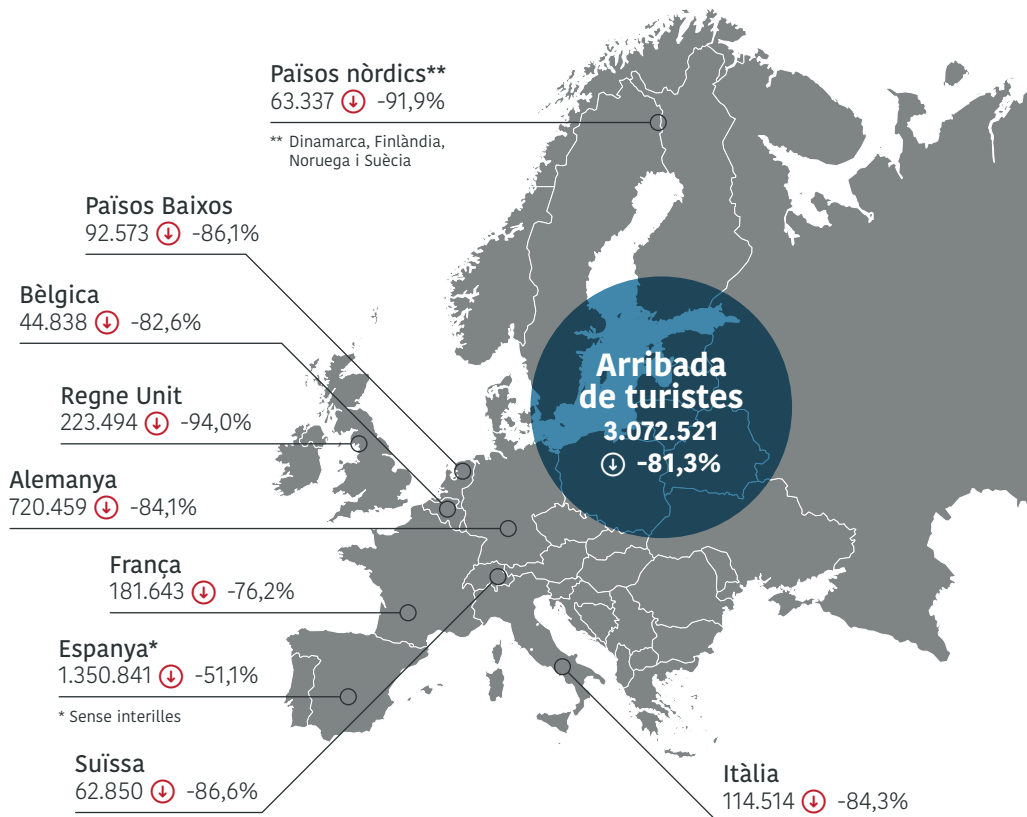 Països nòrdics**
63.337 -91,9%
** Dinamarca, Finlàndia,
Noruega i Suècia
Països Baixos
92.573 -86,1%
Bèlgica
44.838 -82,6%
Regne Unit
223.494 -94,0%
Alemanya
720.459 -84,1%
França
181.643 -76,2%
Espanya*
1.350.841 -51,1%
* Sense interilles
Suïssa
62.850 -86,6%
Itàlia
114.514 -84,3%
Arribada
de turistes
3.072.521
-81,3%